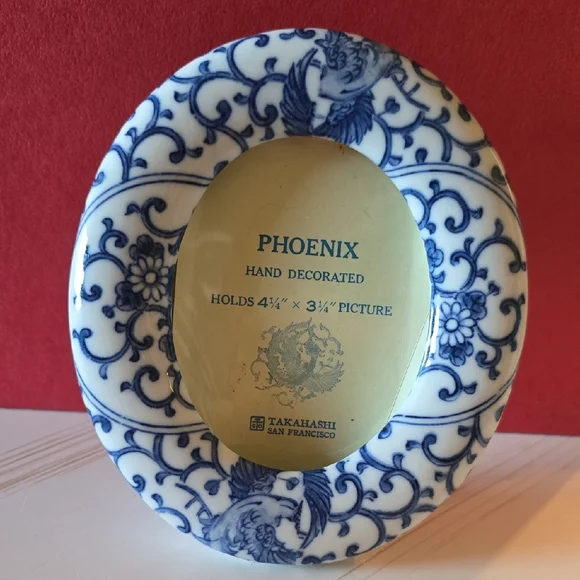 PHOENIX
HAND DECORATED
HOLDS 4¼" × 3¼" PICTURE
TAKAHASHI
SAN FRANCISCO